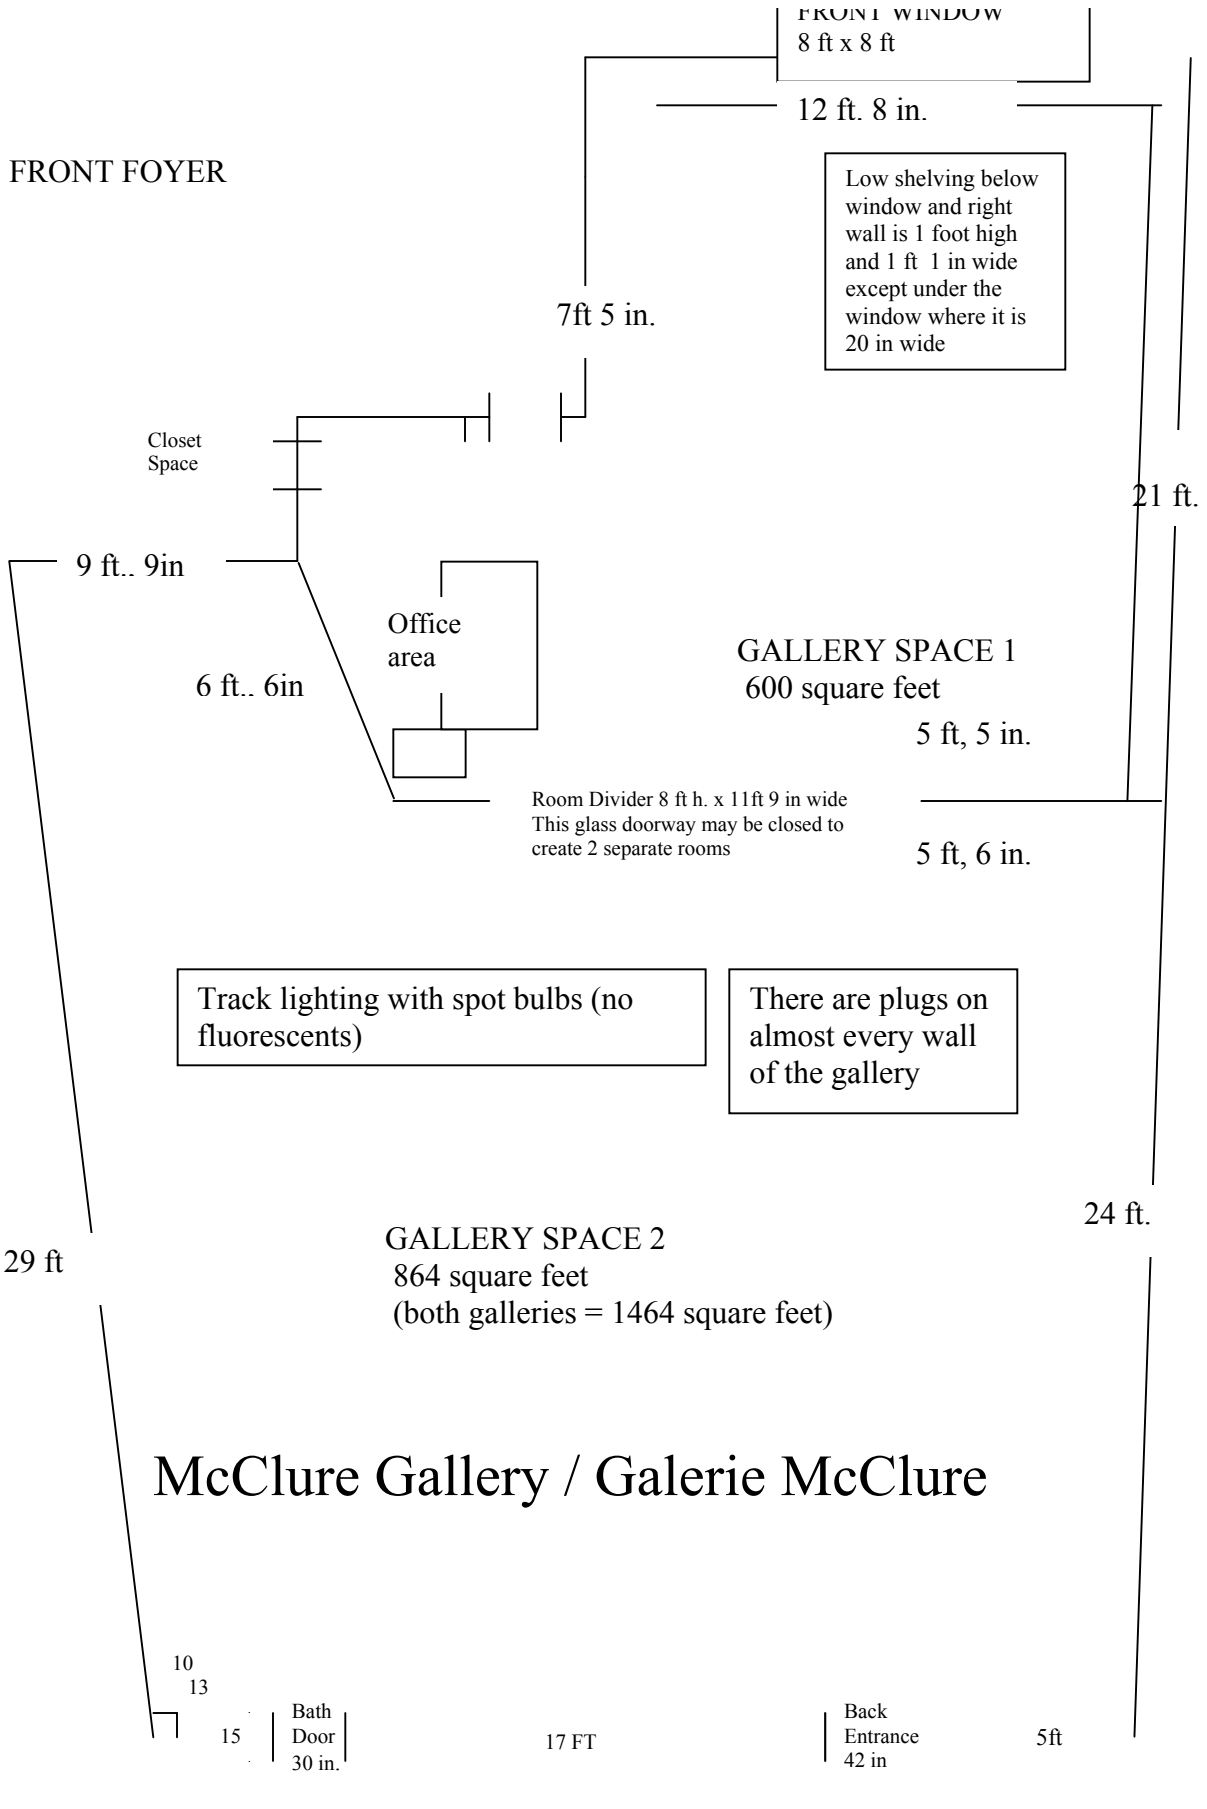 FRONT WINDOW
8 ft x 8 ft
12 ft. 8 in.
FRONT FOYER
Low shelving below
window and right
wall is 1 foot high
and 1 ft  1 in wide
except under the
window where it is
20 in wide
7ft 5 in.
Closet
Space
21 ft.
9 ft., 9in
Office
area
GALLERY SPACE 1
600 square feet
6 ft., 6in
5 ft, 5 in.
Room Divider 8 ft h. x 11ft 9 in wide
This glass doorway may be closed to
create 2 separate rooms
5 ft, 6 in.
Track lighting with spot bulbs (no
fluorescents)
There are plugs on
almost every wall
of the gallery
24 ft.
GALLERY SPACE 2
864 square feet
(both galleries = 1464 square feet)
29 ft
McClure Gallery / Galerie McClure
10
13
15
Bath
Door
30 in.
17 FT
Back
Entrance
42 in
5ft